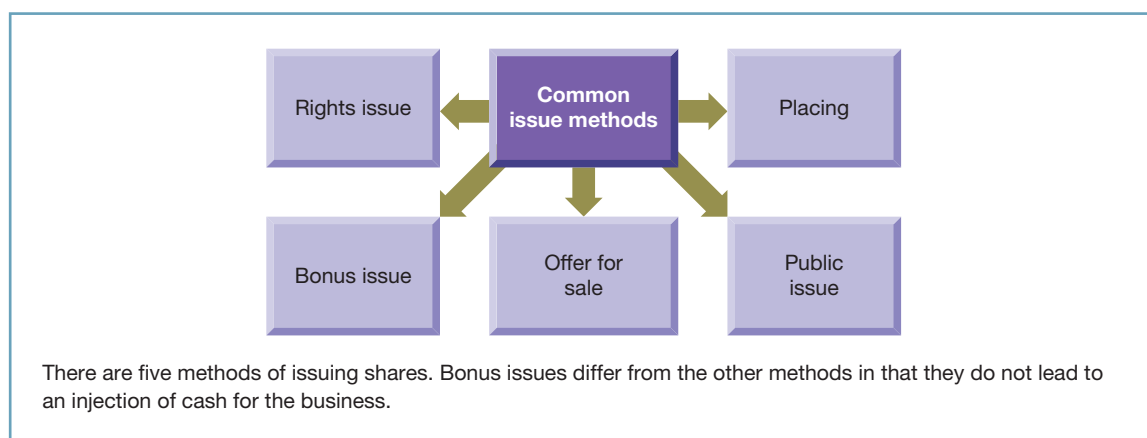 Rights issue
Common
issue methods
Placing
Bonus issue
Offer for
sale
Public
issue
There are five methods of issuing shares. Bonus issues differ from the other methods in that they do not lead to
an injection of cash for the business.